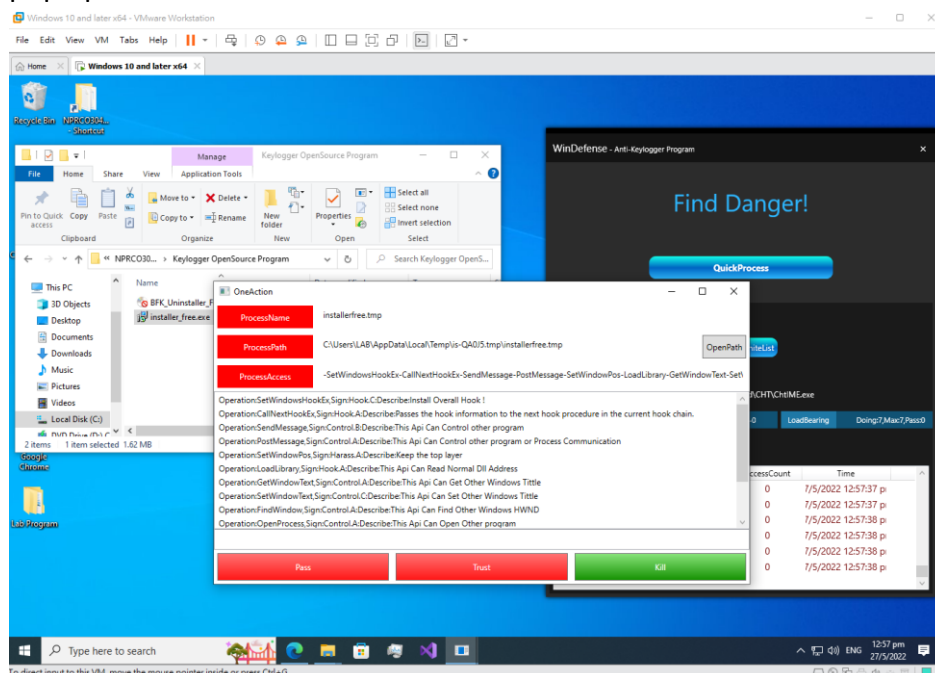 Windows 10 and later x64 - VMware Workstation
File Edit View VM Tabs Help
Home Windows 10 and later x64
Recycle Bin NPRCO304... - Shortcut
Manage Keylogger OpenSource Program
File Home Share View Application Tools
Pin to Quick access Copy Paste Move to Copy to Delete Rename New folder Properties Select all Select none Invert selection
Clipboard Organize New Open Select
« NPRCO30... › Keylogger OpenSource Program Search Keylogger OpenS...
Name
This PC
3D Objects
Desktop
Documents
Downloads
Music
Pictures
Videos
Local Disk (C:)
BFK_Uninstaller_F
installer_free.exe
2 items 1 item selected 1.62 MB
Google Chrome
Lab Program
WinDefense - Anti-Keylogger Program
Find Danger!
QuickProcess
OneAction
ProcessName installerfree.tmp
ProcessPath C:\Users\LAB\AppData\Local\Temp\is-QA0J5.tmp\installerfree.tmp OpenPath
ProcessAccess -SetWindowsHookEx-CallNextHookEx-SendMessage-PostMessage-SetWindowPos-LoadLibrary-GetWindowText-Set\
Operation:SetWindowsHookEx,Sign:Hook.C:Describe:Install Overall Hook !
Operation:CallNextHookEx,Sign:Hook.A:Describe:Passes the hook information to the next hook procedure in the current hook chain.
Operation:SendMessage,Sign:Control.B:Describe:This Api Can Control other program
Operation:PostMessage,Sign:Control.A:Describe:This Api Can Control other program or Process Communication
Operation:SetWindowPos,Sign:Harass.A:Describe:Keep the top layer
Operation:LoadLibrary,Sign:Hook.A:Describe:This Api Can Read Normal Dll Address
Operation:GetWindowText,Sign:Control.A:Describe:This Api Can Get Other Windows Tittle
Operation:SetWindowText,Sign:Control.C:Describe:This Api Can Set Other Windows Tittle
Operation:FindWindow,Sign:Control.A:Describe:This Api Can Find Other Windows HWND
Operation:OpenProcess,Sign:Control.A:Describe:This Api Can Open Other program
Pass Trust Kill
niteList
\CHT\ChtIME.exe
LoadBearing Doing:7,Max:7,Pass:0
ccessCount Time
0 7/5/2022 12:57:37 p
0 7/5/2022 12:57:37 p
0 7/5/2022 12:57:38 p
0 7/5/2022 12:57:38 p
0 7/5/2022 12:57:38 p
0 7/5/2022 12:57:38 p
Type here to search
ENG 12:57 pm
27/5/2022
To direct input to this VM, move the mouse pointer inside or press Ctrl+G.